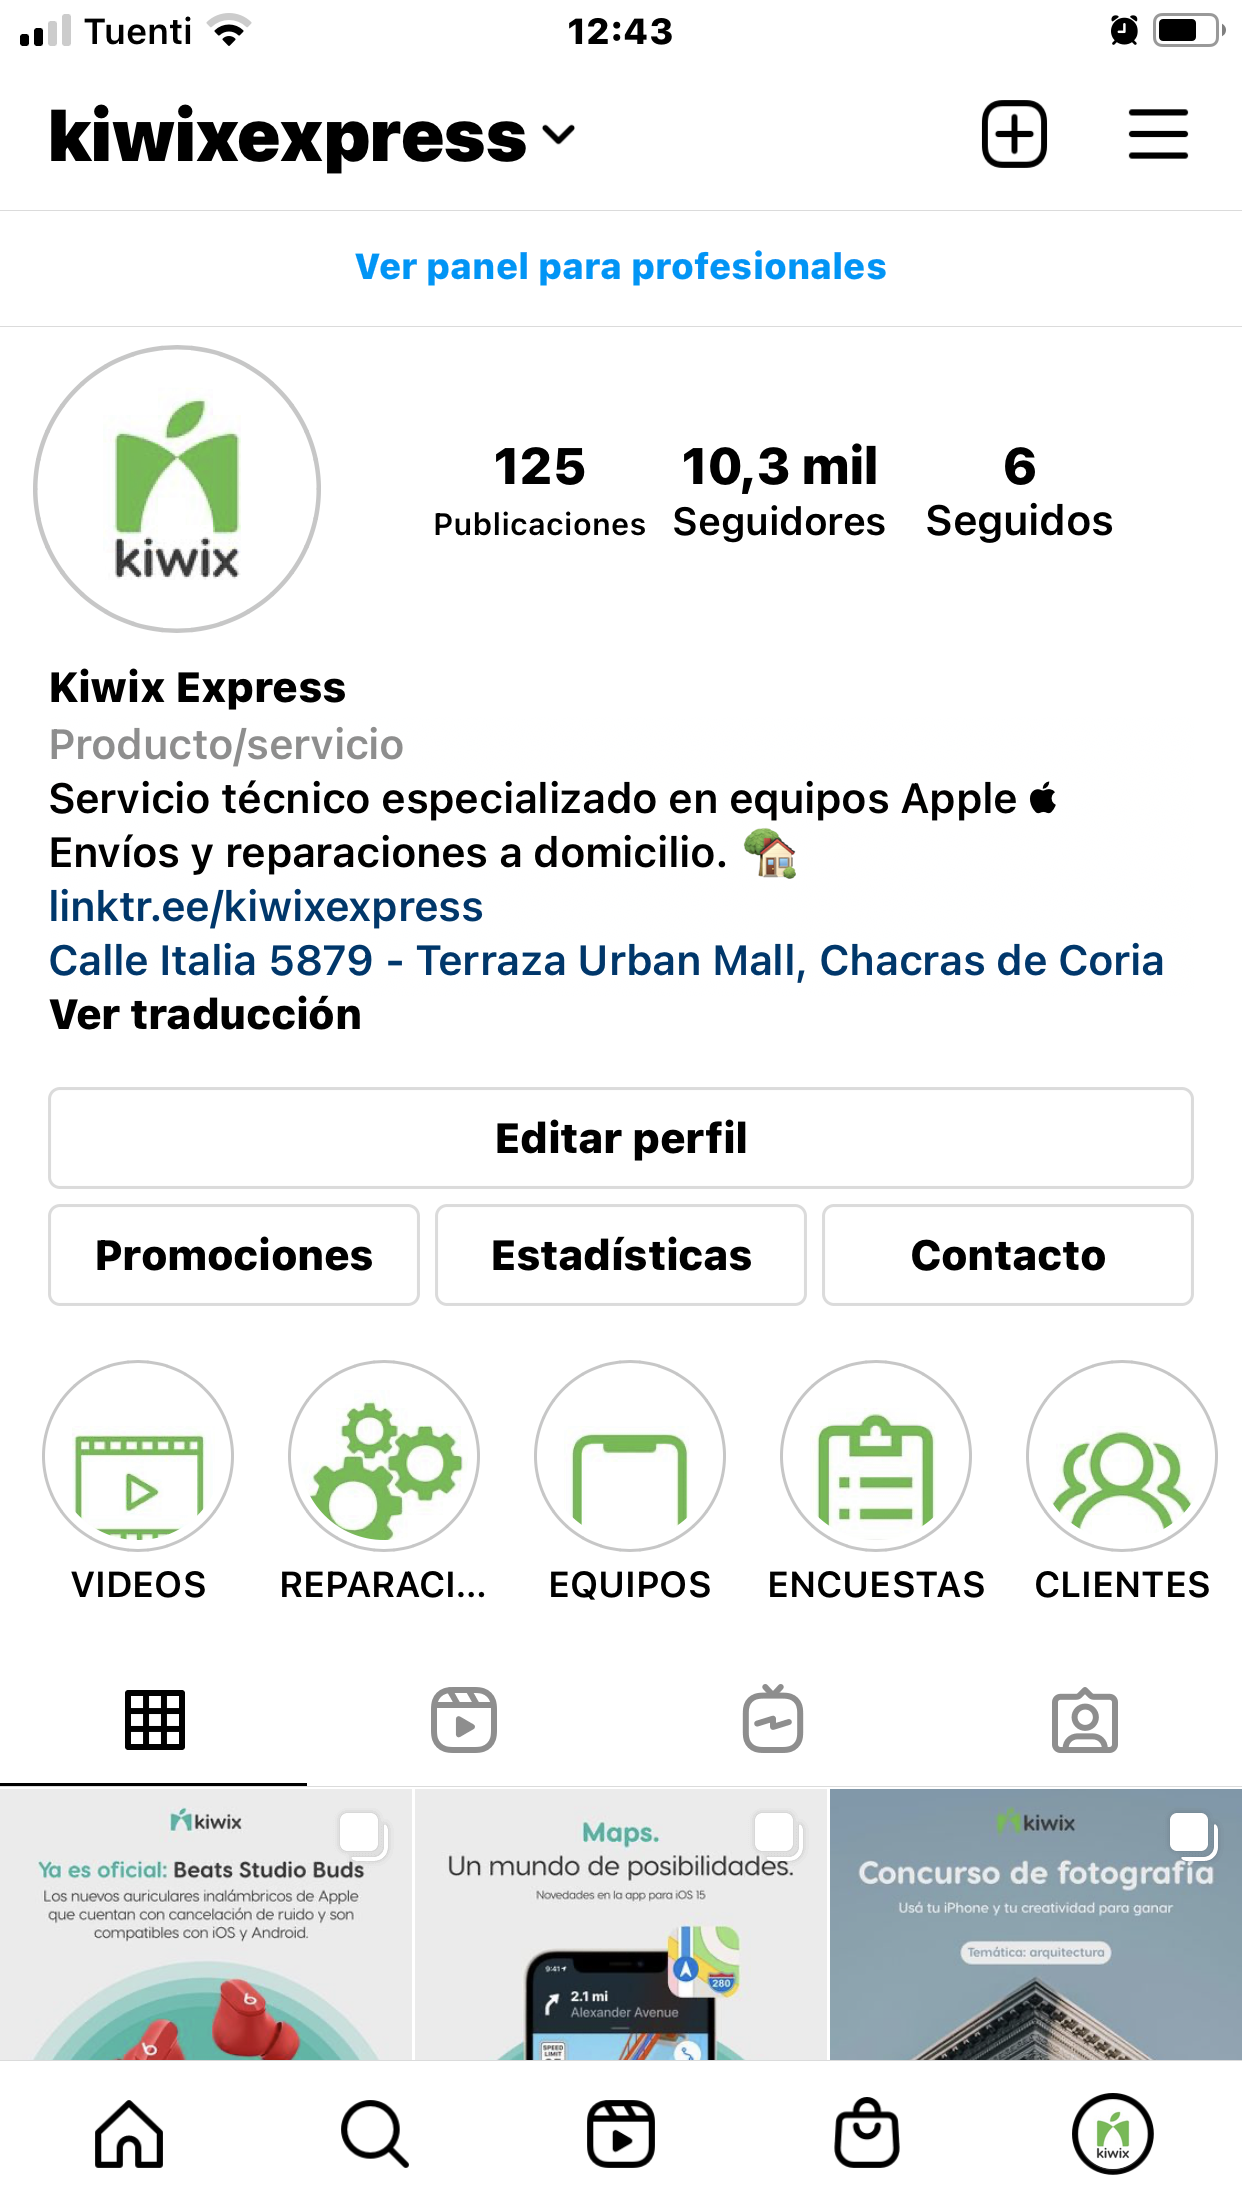 Tuenti 12:43
kiwixexpress
Ver panel para profesionales
kiwix
125 10,3 mil 6
Publicaciones Seguidores Seguidos
Kiwix Express
Producto/servicio
Servicio técnico especializado en equipos Apple
Envíos y reparaciones a domicilio.
linktr.ee/kiwixexpress
Calle Italia 5879 - Terraza Urban Mall, Chacras de Coria
Ver traducción
Editar perfil
Promociones Estadísticas Contacto
VIDEOS REPARACI... EQUIPOS ENCUESTAS CLIENTES
kiwix
Ya es oficial: Beats Studio Buds
Los nuevos auriculares inalámbricos de Apple
que cuentan con cancelación de ruido y son
compatibles con iOS y Android.
b
b
Maps.
Un mundo de posibilidades.
Novedades en la app para iOS 15
280
9:41
2.1 mi
Alexander Avenue
SPEED
LIMIT
kiwix
Concurso de fotografía
Usá tu iPhone y tu creatividad para ganar
Temática: arquitectura
kiwix